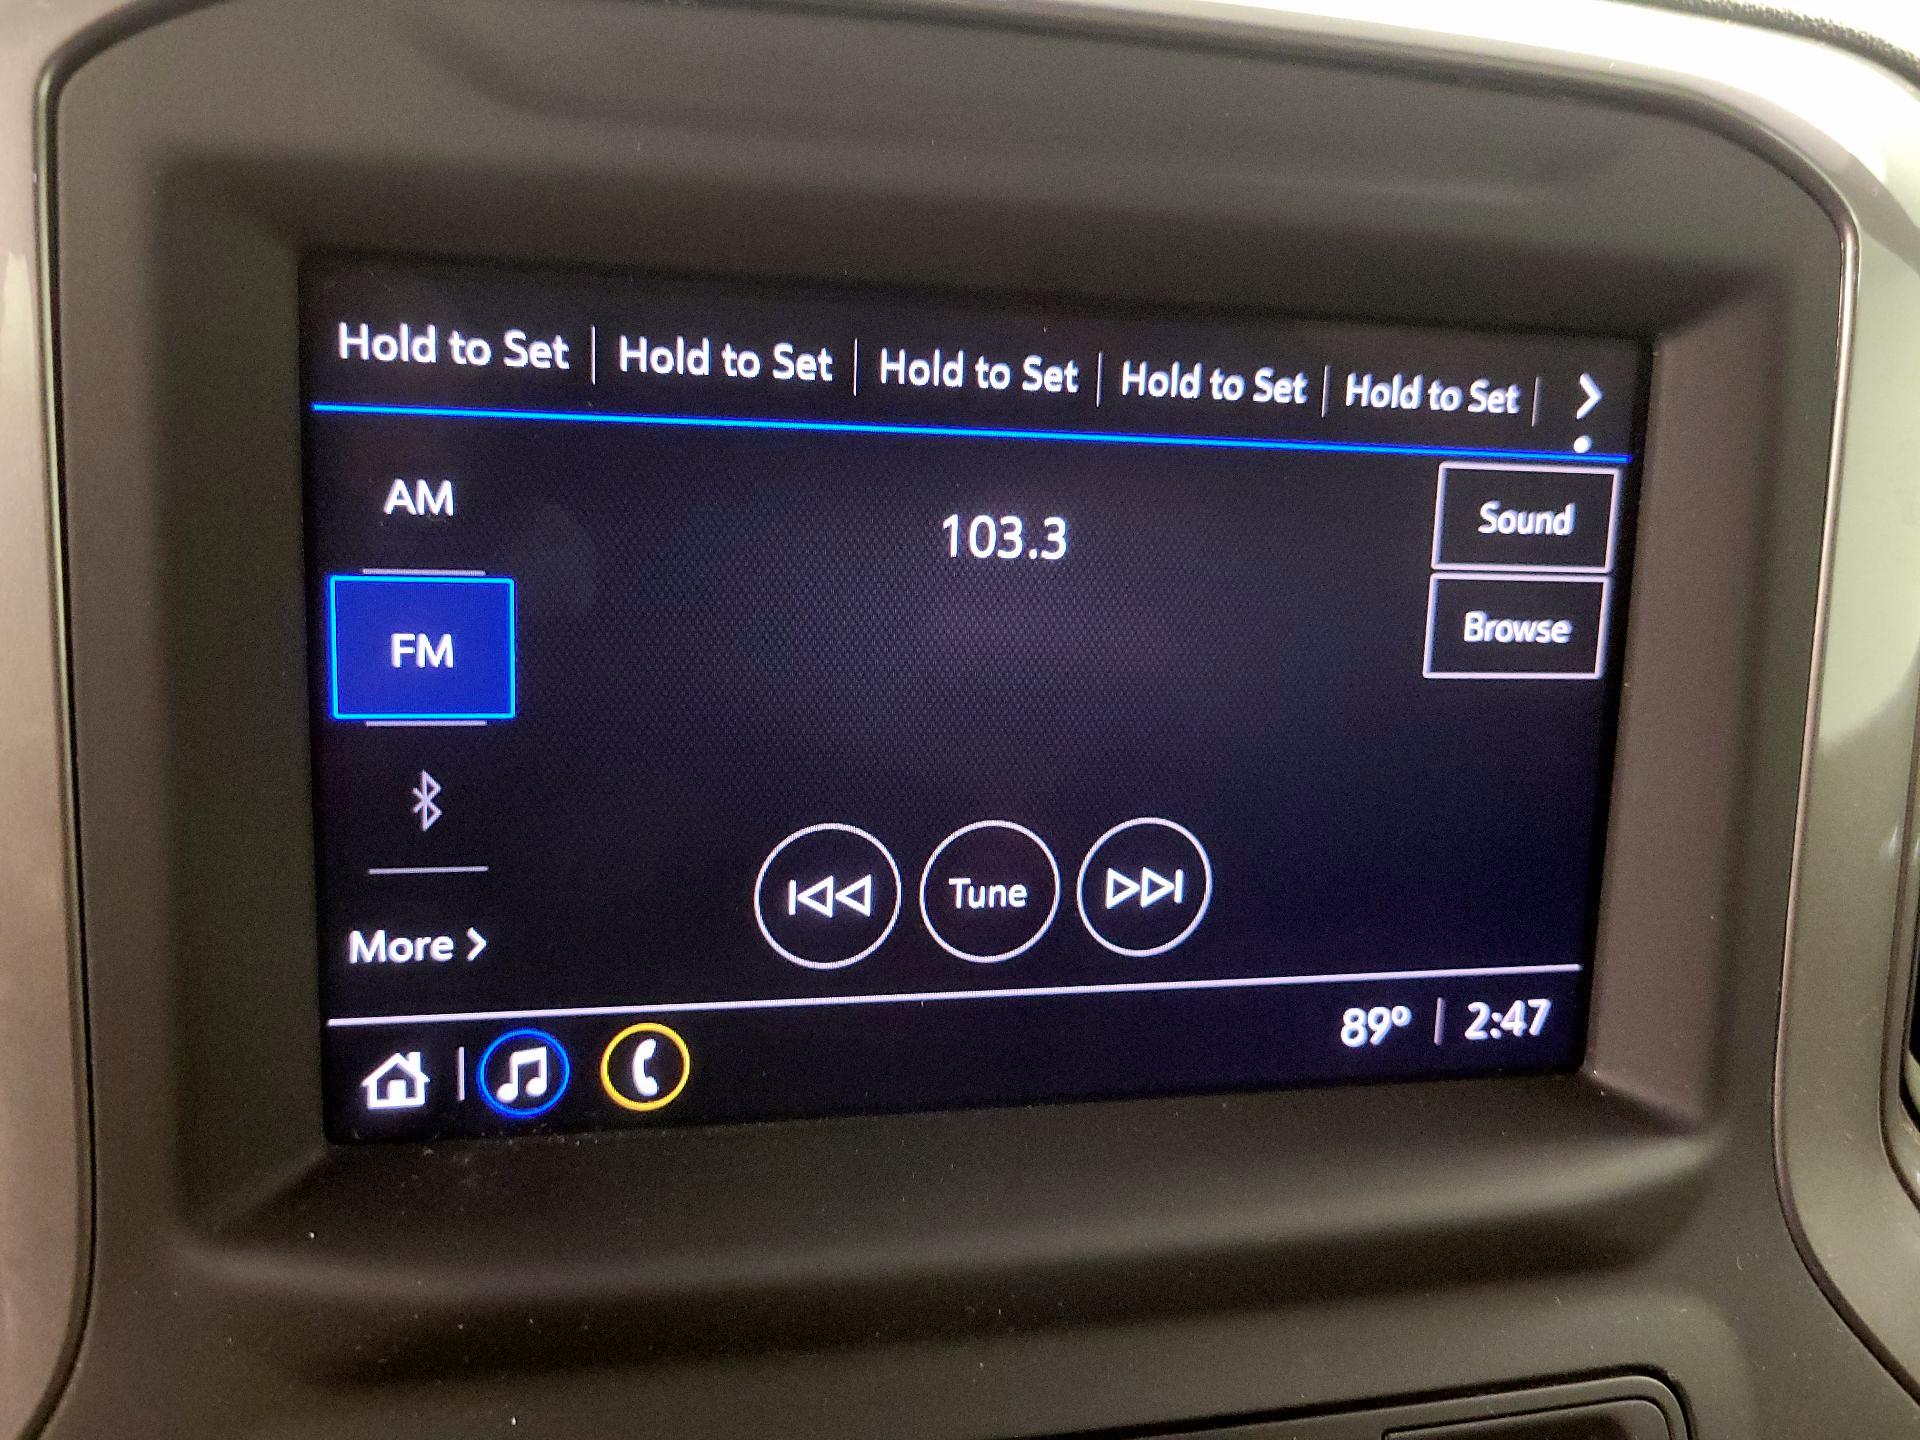 Hold to Set | Hold to Set | Hold to Set | Hold to Set | Hold to Set |
AM
103.3
Sound
FM
Browse
Tune
More >
89° | 2:47